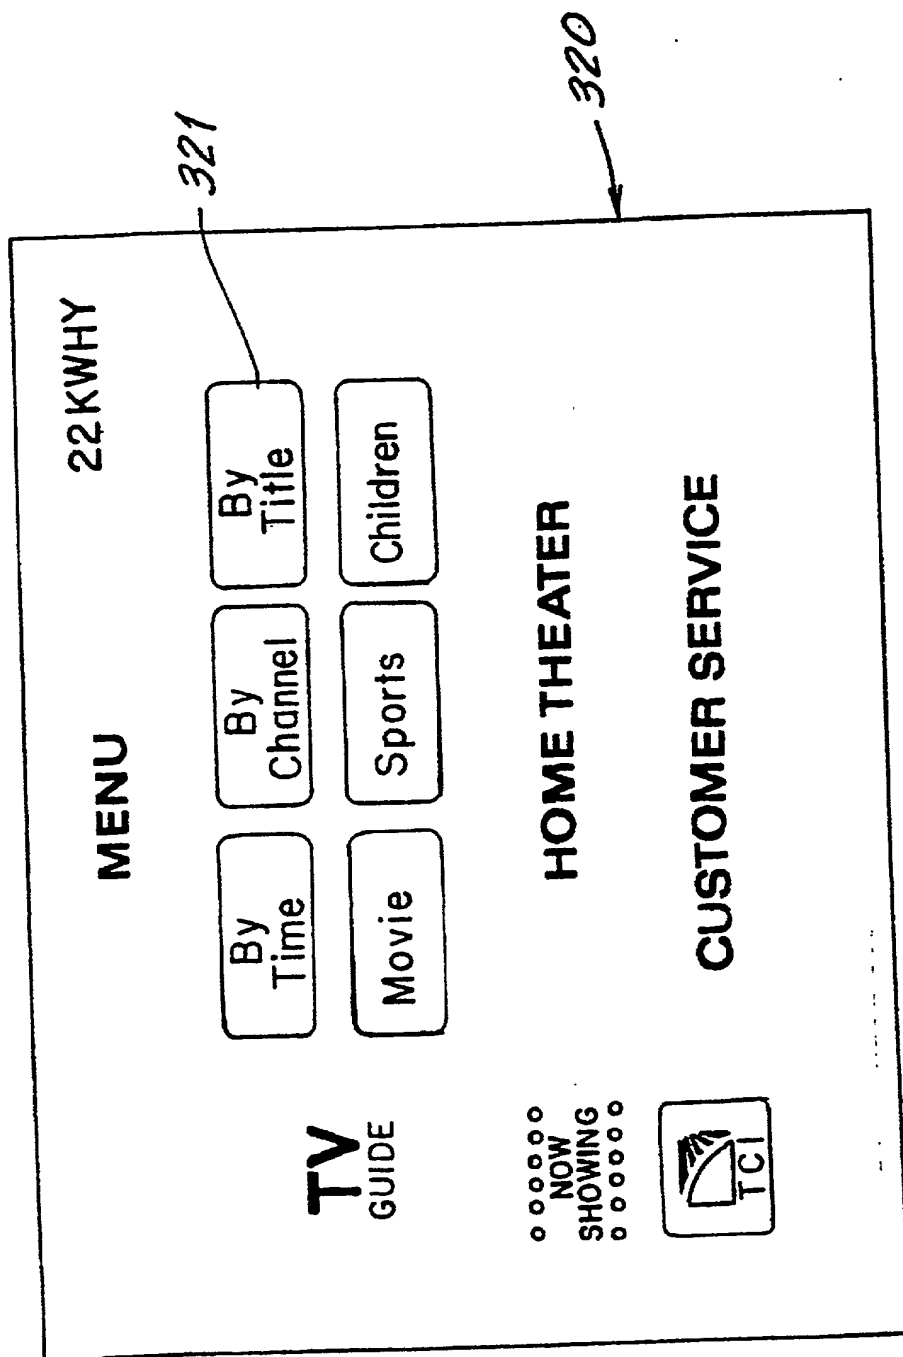 MENU
22KWHY
TV
GUIDE
By
Time
By
Channel
By
Title
Movie
Sports
Children
NOW
SHOWING
HOME THEATER
TCI
CUSTOMER SERVICE
321
320